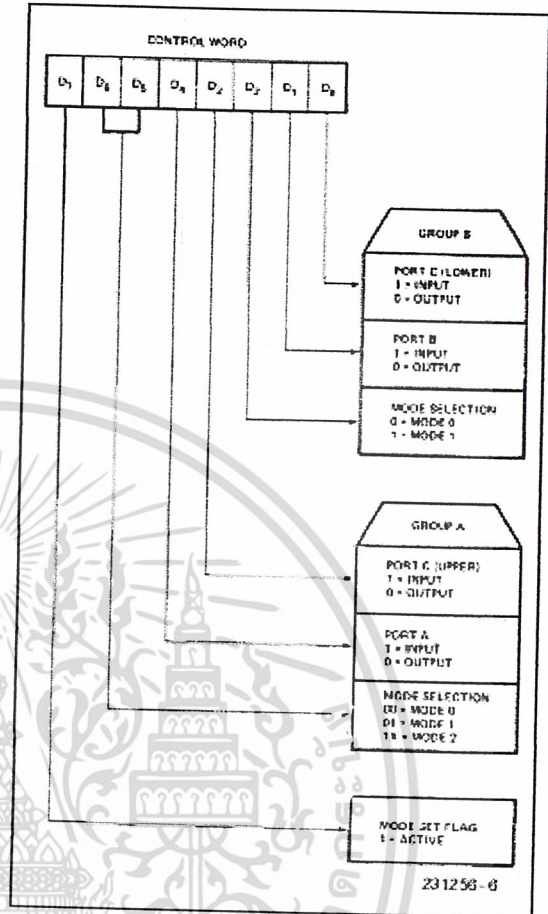 CONTROL WORD
D7 D6 D5 D4 D3 D2 D1 D0
GROUP B
PORT C (LOWER)
1 = INPUT
0 = OUTPUT
PORT B
1 = INPUT
0 = OUTPUT
MODE SELECTION
0 = MODE 0
1 = MODE 1
GROUP A
PORT C (UPPER)
1 = INPUT
0 = OUTPUT
PORT A
1 = INPUT
0 = OUTPUT
MODE SELECTION
00 = MODE 0
01 = MODE 1
1X = MODE 2
MODE SET FLAG
1 = ACTIVE
231256-6